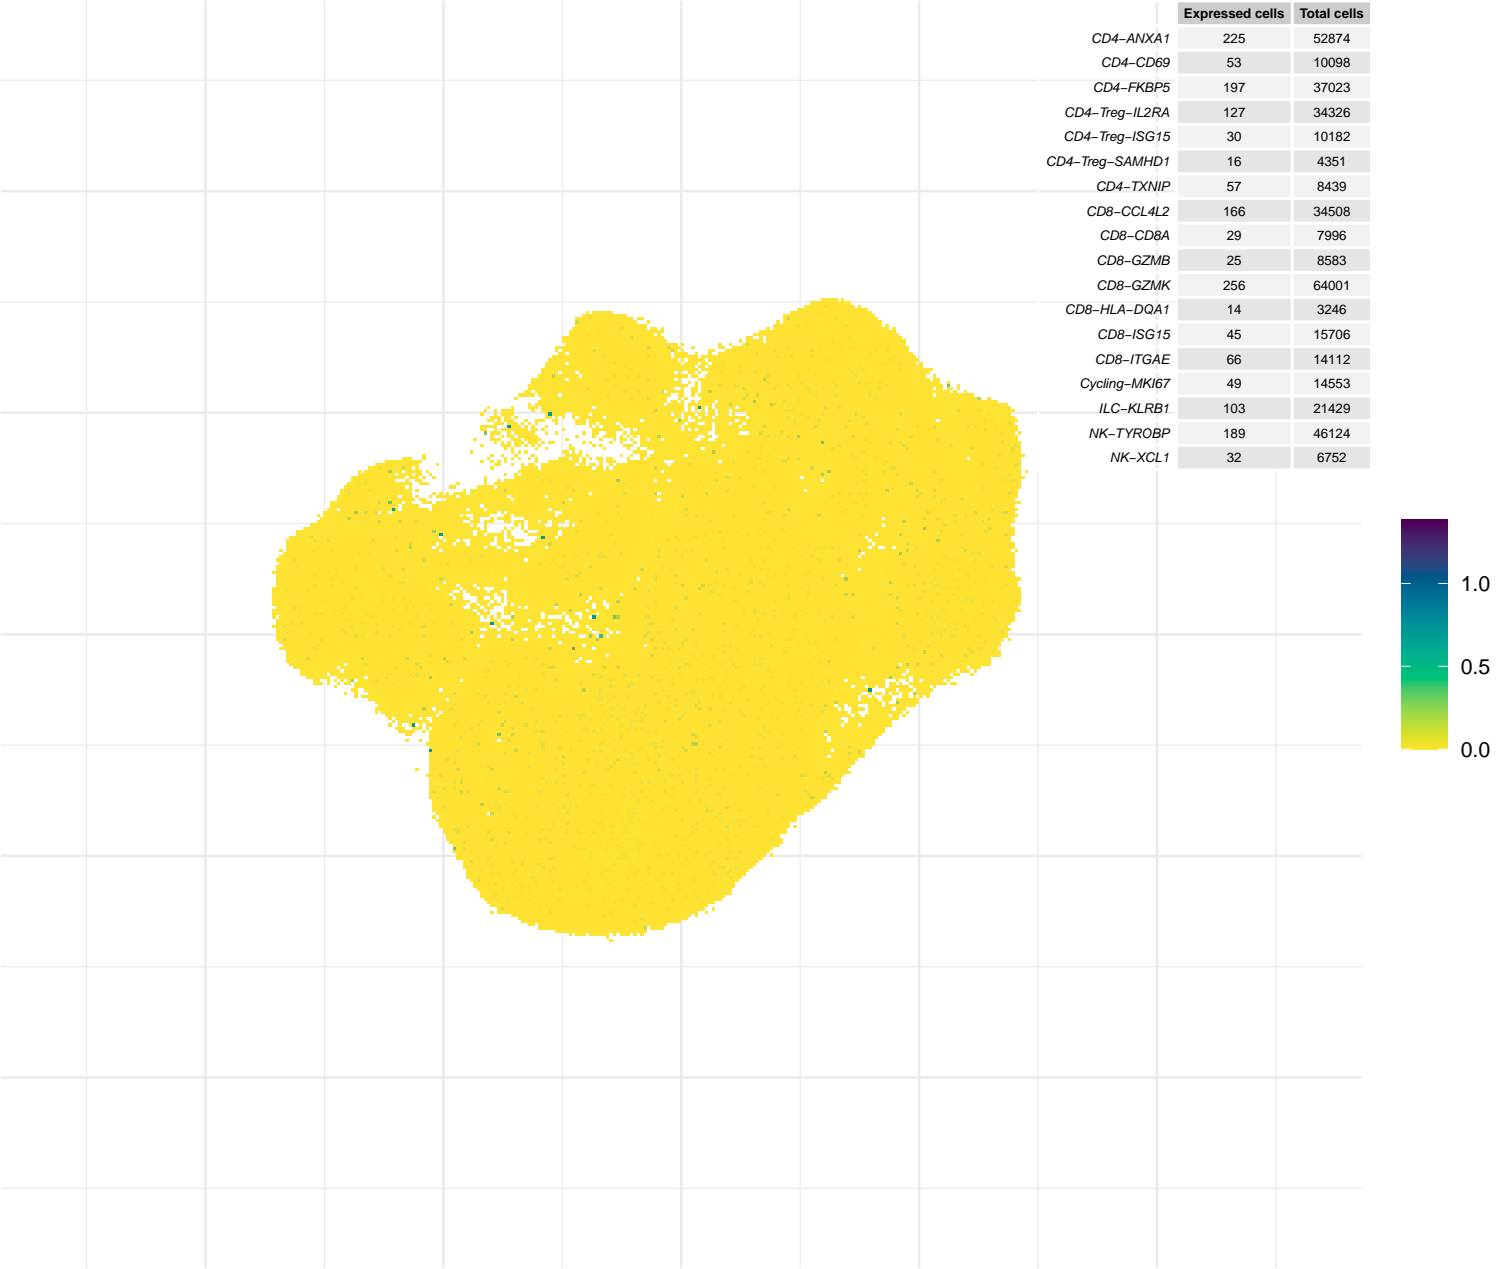 Expressed cells Total cells
CD4−ANXA1 225 52874
CD4−CD69 53 10098
CD4−FKBP5 197 37023
CD4−Treg−IL2RA 127 34326
CD4−Treg−ISG15 30 10182
CD4−Treg−SAMHD1 16 4351
CD4−TXNIP 57 8439
CD8−CCL4L2 166 34508
CD8−CD8A 29 7996
CD8−GZMB 25 8583
CD8−GZMK 256 64001
CD8−HLA−DQA1 14 3246
CD8−ISG15 45 15706
CD8−ITGAE 66 14112
Cycling−MKI67 49 14553
ILC−KLRB1 103 21429
NK−TYROBP 189 46124
NK−XCL1 32 6752
1.0
0.5
0.0